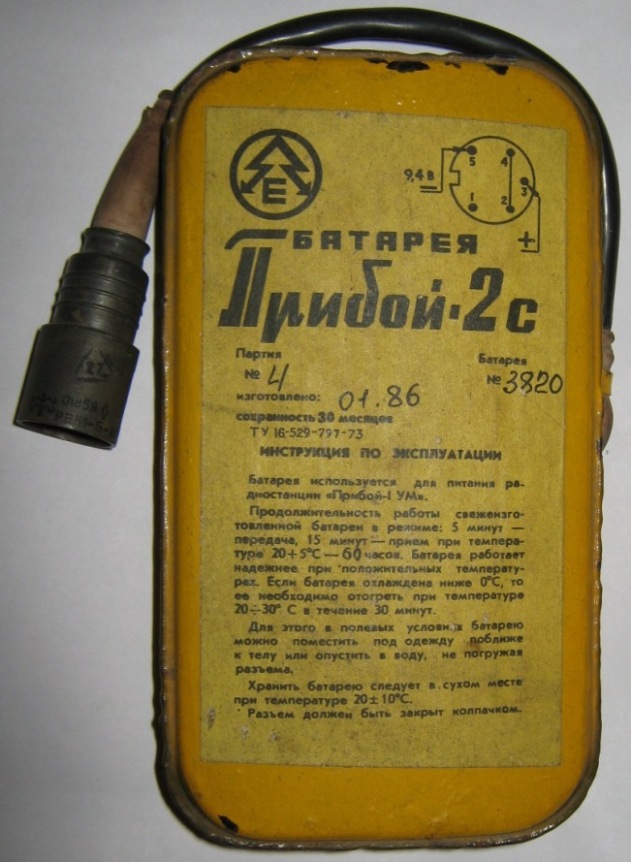 Е
9,4 в
5
4
3
1
2
+
БАТАРЕЯ
Прибой-2с
Партия
Батарея
№ 4
№ 3820
изготовлено: 01.86
сохранность 30 месяцев
ТУ 16-529-797-73
ИНСТРУКЦИЯ ПО ЭКСПЛУАТАЦИИ
Батарея используется для питания ра-
диостанции «Прибой-I УМ».
Продолжительность работы свежеизго-
товленной батареи в режиме: 5 минут —
передача, 15 минут — прием при темпера-
туре 20+5°С — 60 часов. Батарея работает
надежнее при положительных температу-
рах. Если батарея охлаждена ниже 0°С, то
ее необходимо отогреть при температуре
20÷30° С в течение 30 минут.
Для этого в полевых условиях батарею
можно поместить под одежду поближе
к телу или опустить в воду, не погружая
разъема.
Хранить батарею следует в сухом месте
при температуре 20±10°С.
Разъем должен быть закрыт колпачком.